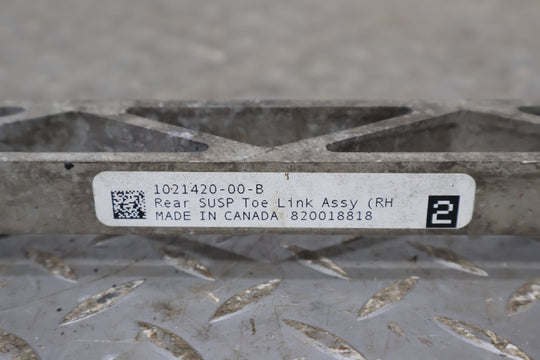 1021420-00-B
Rear SUSP Toe Link Assy (RH
MADE IN CANADA 820018818
2